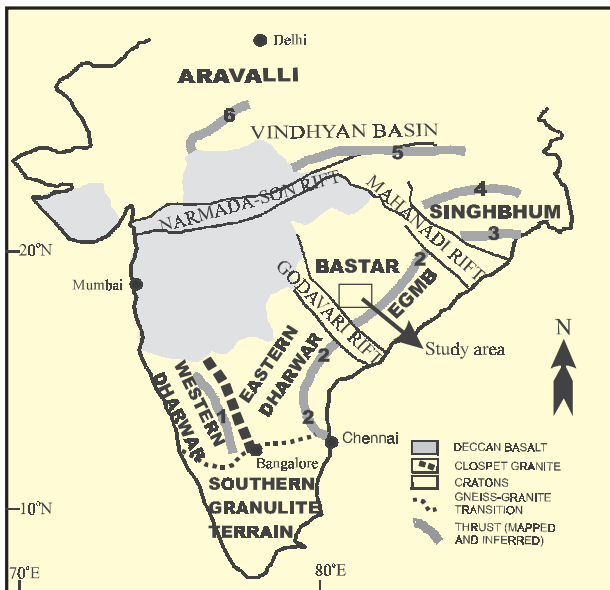 Delhi
ARAVALLI
6
VINDHYAN BASIN
5
NARMADA-SON RIFT
MAHANADI RIFT
4
SINGHBHUM
3
20°N
BASTAR
2
EGMB
Mumbai
GODAVARI RIFT
N
Study area
EASTERN
DHARWAR
2
WESTERN
DHARWAR
1
2
Chennai
Bangalore
SOUTHERN
GRANULITE
TERRAIN
DECCAN BASALT
CLOSPET GRANITE
CRATONS
GNEISS-GRANITE
TRANSITION
THRUST (MAPPED
AND INFERRED)
10°N
70°E
80°E